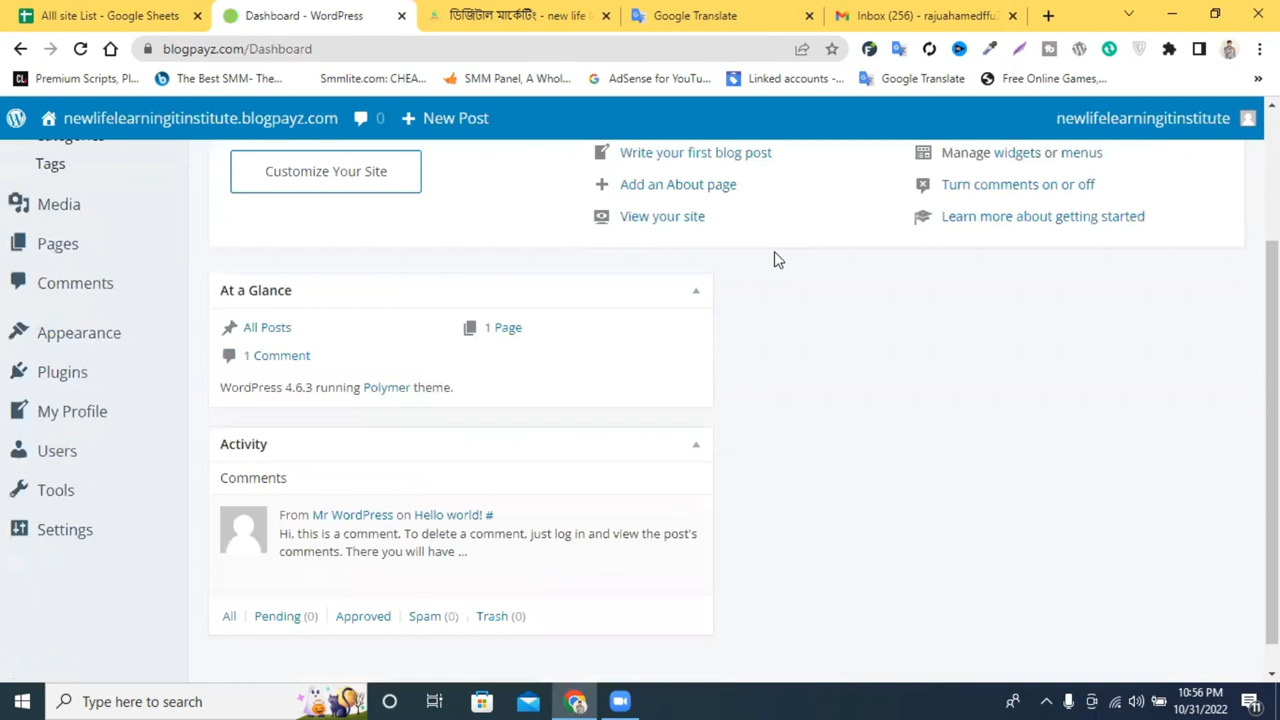 Alll site List - Google Sheets
Dashboard - WordPress
ডিজিটাল মার্কেটিং - new life l
Google Translate
Inbox (256) - rajuahamedffu
blogpayz.com/Dashboard
Premium Scripts, Pl...
The Best SMM- The...
Smmlite.com: CHEA...
SMM Panel, A Whol...
AdSense for YouTu...
Linked accounts -...
Google Translate
Free Online Games,...
newlifelearningitinstitute.blogpayz.com
0
New Post
newlifelearningitinstitute
Tags
Media
Pages
Comments
Appearance
Plugins
My Profile
Users
Tools
Settings
Customize Your Site
Write your first blog post
Add an About page
View your site
Manage widgets or menus
Turn comments on or off
Learn more about getting started
At a Glance
All Posts
1 Page
1 Comment
WordPress 4.6.3 running Polymer theme.
Activity
Comments
From Mr WordPress on Hello world! #
Hi, this is a comment. To delete a comment, just log in and view the post's
comments. There you will have ...
All | Pending (0) | Approved | Spam (0) | Trash (0)
Type here to search
10:56 PM
10/31/2022
11